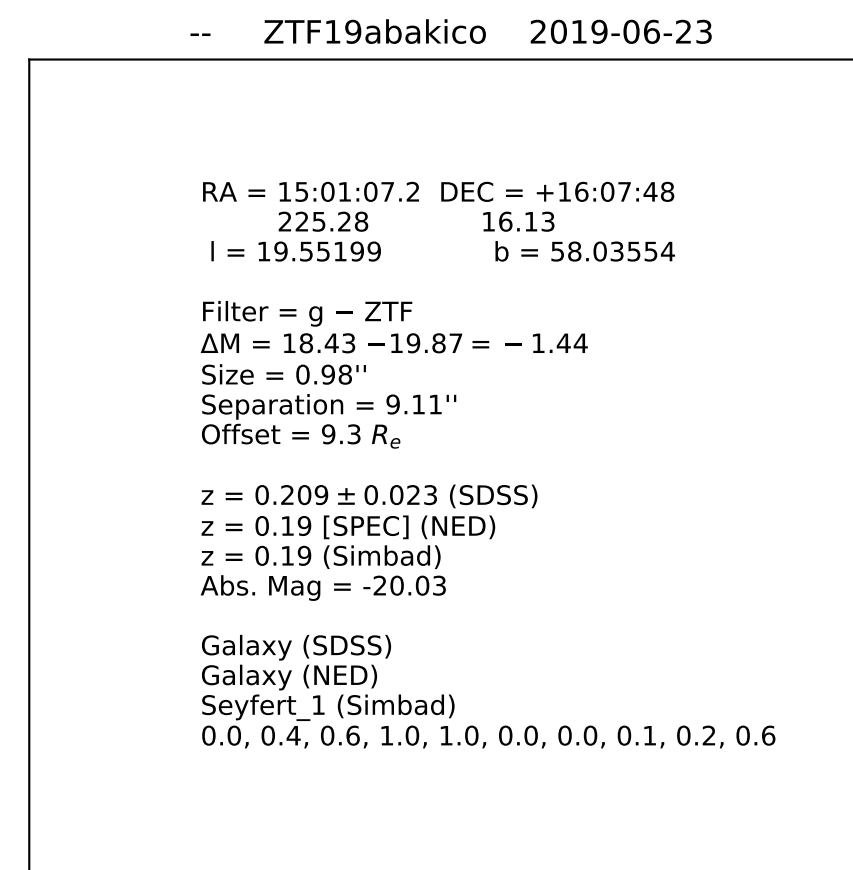 -- ZTF19abakico 2019-06-23
RA = 15:01:07.2 DEC = +16:07:48
225.28 16.13
l = 19.55199 b = 58.03554
Filter = g − ZTF
ΔM = 18.43 −19.87 = − 1.44
Size = 0.98''
Separation = 9.11''
Offset = 9.3 Re
z = 0.209 ± 0.023 (SDSS)
z = 0.19 [SPEC] (NED)
z = 0.19 (Simbad)
Abs. Mag = -20.03
Galaxy (SDSS)
Galaxy (NED)
Seyfert_1 (Simbad)
0.0, 0.4, 0.6, 1.0, 1.0, 0.0, 0.0, 0.1, 0.2, 0.6